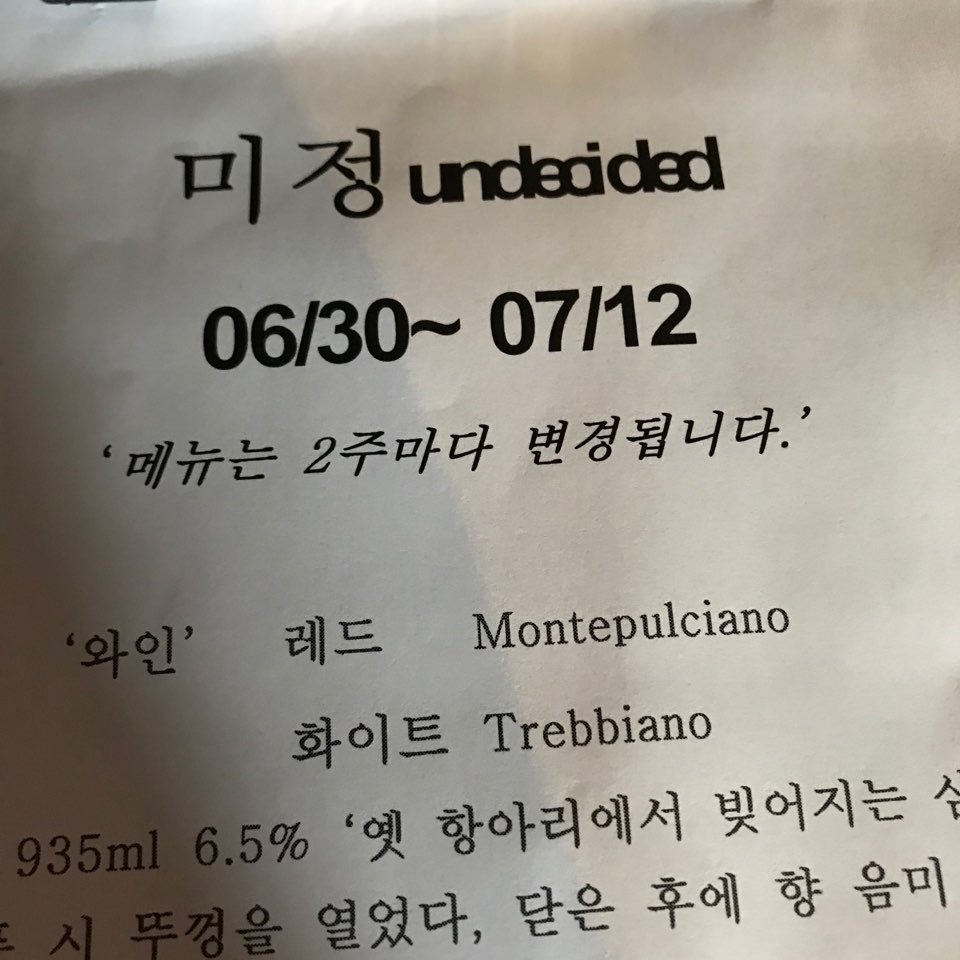 미정 undecided
06/30~ 07/12
‘메뉴는 2주마다 변경됩니다.’
‘와인’ 레드 Montepulciano
화이트 Trebbiano
935ml 6.5% ‘옛 항아리에서 빚어지는
시 뚜껑을 열었다, 닫은 후에 향 음미